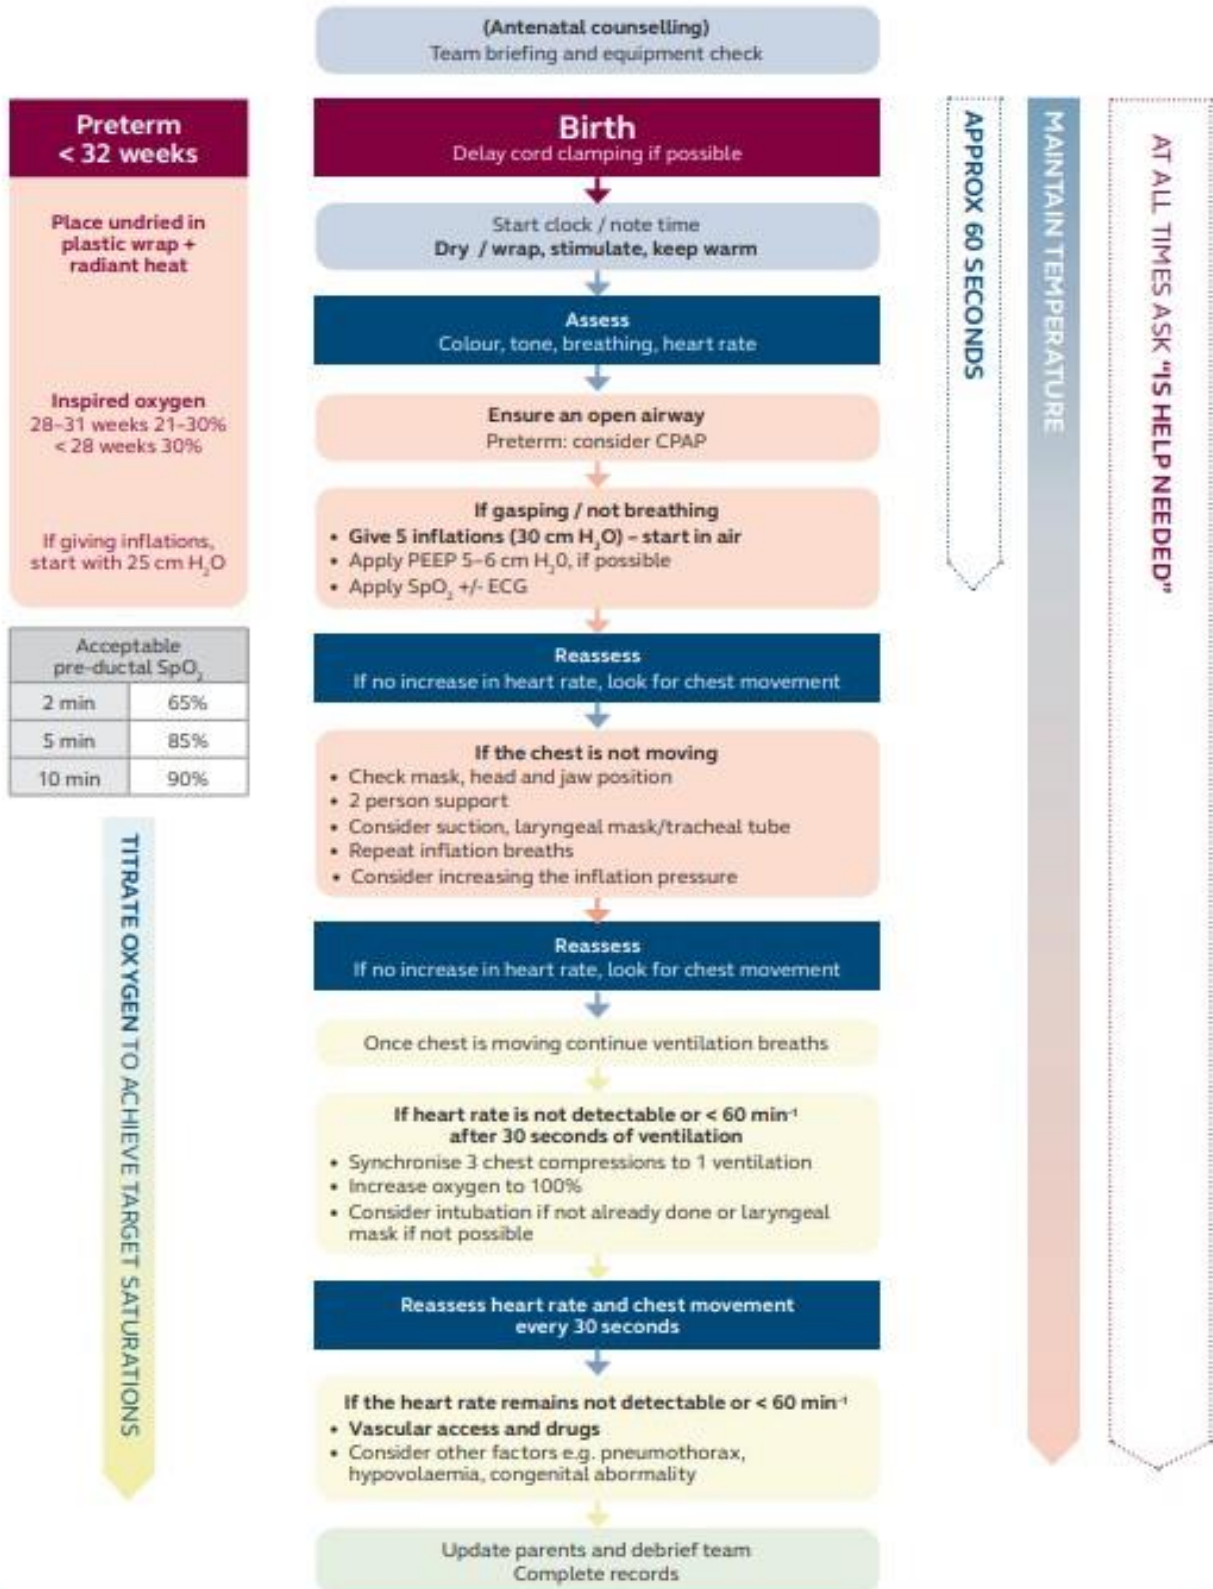 (Antenatal counselling)
Team briefing and equipment check
Preterm
< 32 weeks
Place undried in
plastic wrap +
radiant heat
Inspired oxygen
28–31 weeks 21–30%
< 28 weeks 30%
If giving inflations,
start with 25 cm H₂O
Acceptable
pre-ductal SpO₂
2 min 65%
5 min 85%
10 min 90%
TITRATE OXYGEN TO ACHIEVE TARGET SATURATIONS
Birth
Delay cord clamping if possible
Start clock / note time
Dry / wrap, stimulate, keep warm
Assess
Colour, tone, breathing, heart rate
Ensure an open airway
Preterm: consider CPAP
If gasping / not breathing
• Give 5 inflations (30 cm H₂O) – start in air
• Apply PEEP 5–6 cm H₂0, if possible
• Apply SpO₂ +/- ECG
Reassess
If no increase in heart rate, look for chest movement
If the chest is not moving
• Check mask, head and jaw position
• 2 person support
• Consider suction, laryngeal mask/tracheal tube
• Repeat inflation breaths
• Consider increasing the inflation pressure
Reassess
If no increase in heart rate, look for chest movement
Once chest is moving continue ventilation breaths
If heart rate is not detectable or < 60 min⁻¹
after 30 seconds of ventilation
• Synchronise 3 chest compressions to 1 ventilation
• Increase oxygen to 100%
• Consider intubation if not already done or laryngeal
mask if not possible
Reassess heart rate and chest movement
every 30 seconds
If the heart rate remains not detectable or < 60 min⁻¹
• Vascular access and drugs
• Consider other factors e.g. pneumothorax,
hypovolaemia, congenital abormality
Update parents and debrief team
Complete records
APPROX 60 SECONDS
MAINTAIN TEMPERATURE
AT ALL TIMES ASK "IS HELP NEEDED"